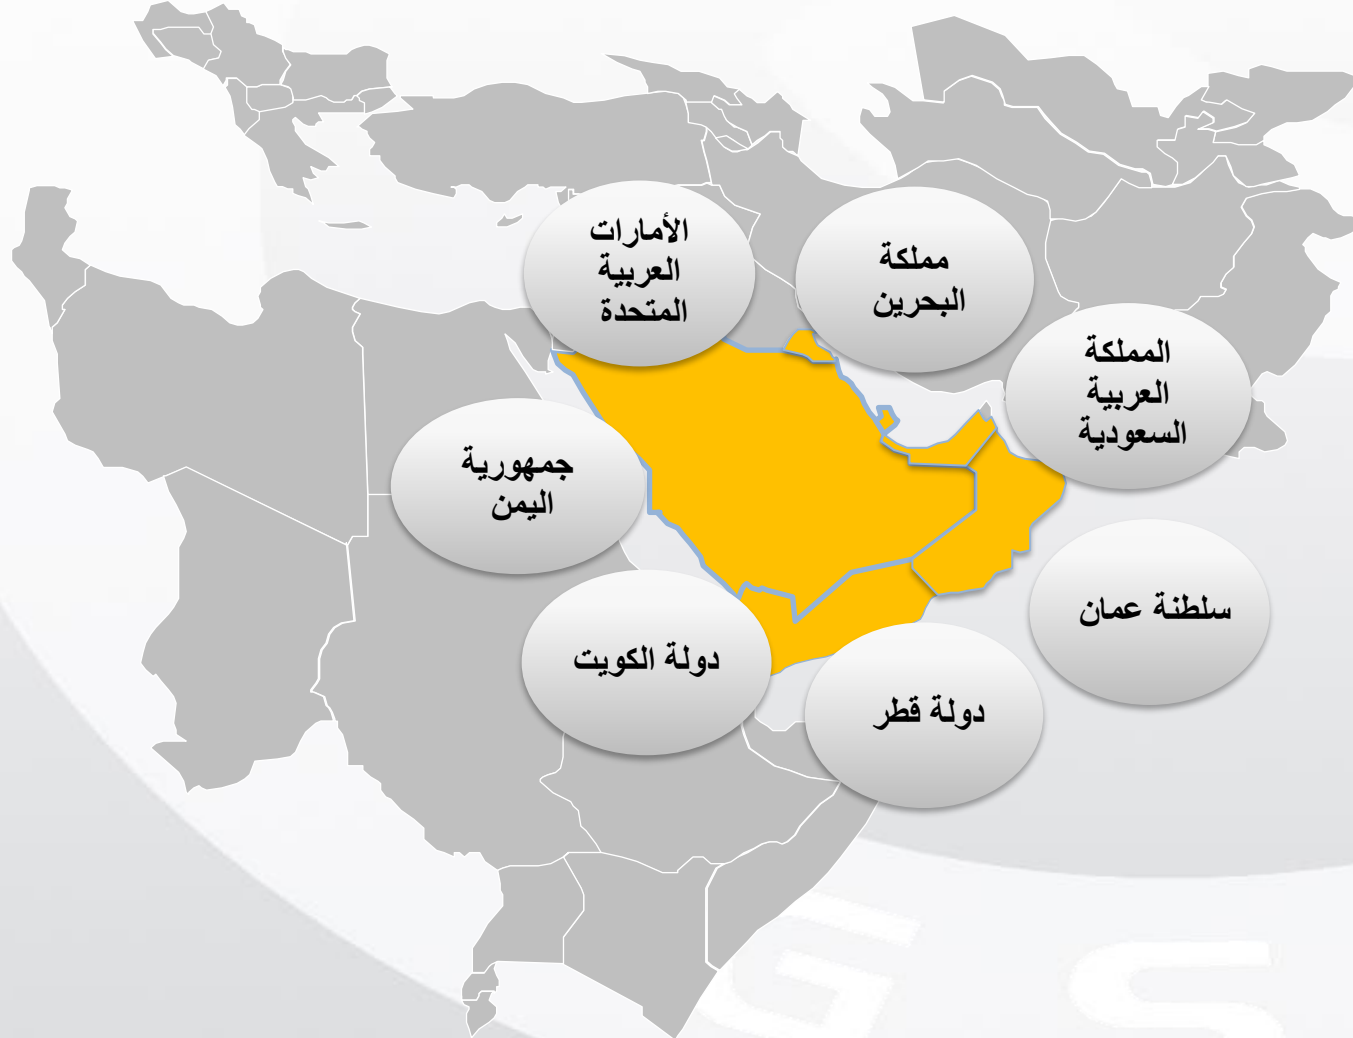 الأمارات
العربية
المتحدة
مملكة
البحرين
المملكة
العربية
السعودية
جمهورية
اليمن
سلطنة عمان
دولة الكويت
دولة قطر
G S